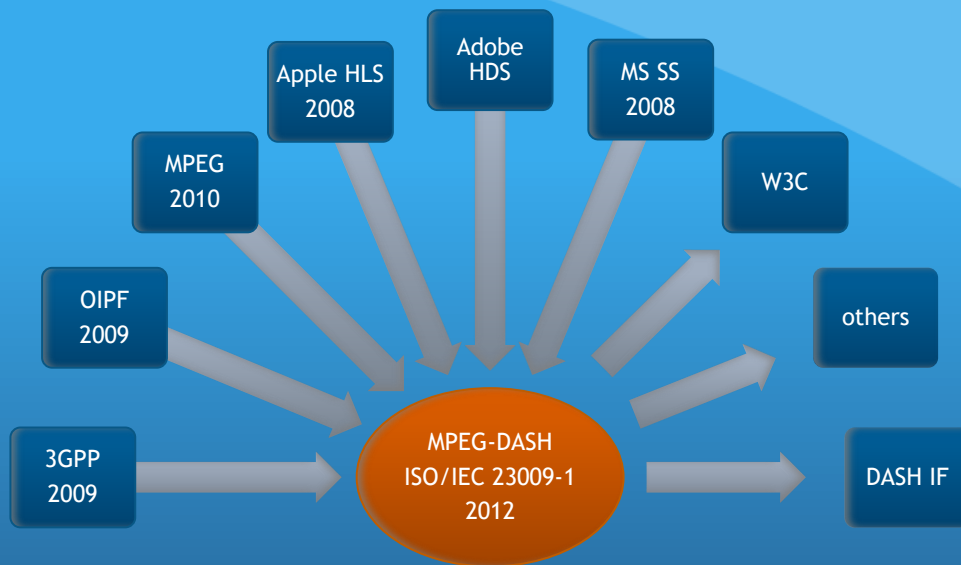 Adobe
HDS
Apple HLS
2008
MS SS
2008
MPEG
2010
W3C
OIPF
2009
others
3GPP
2009
MPEG-DASH
ISO/IEC 23009-1
2012
DASH IF